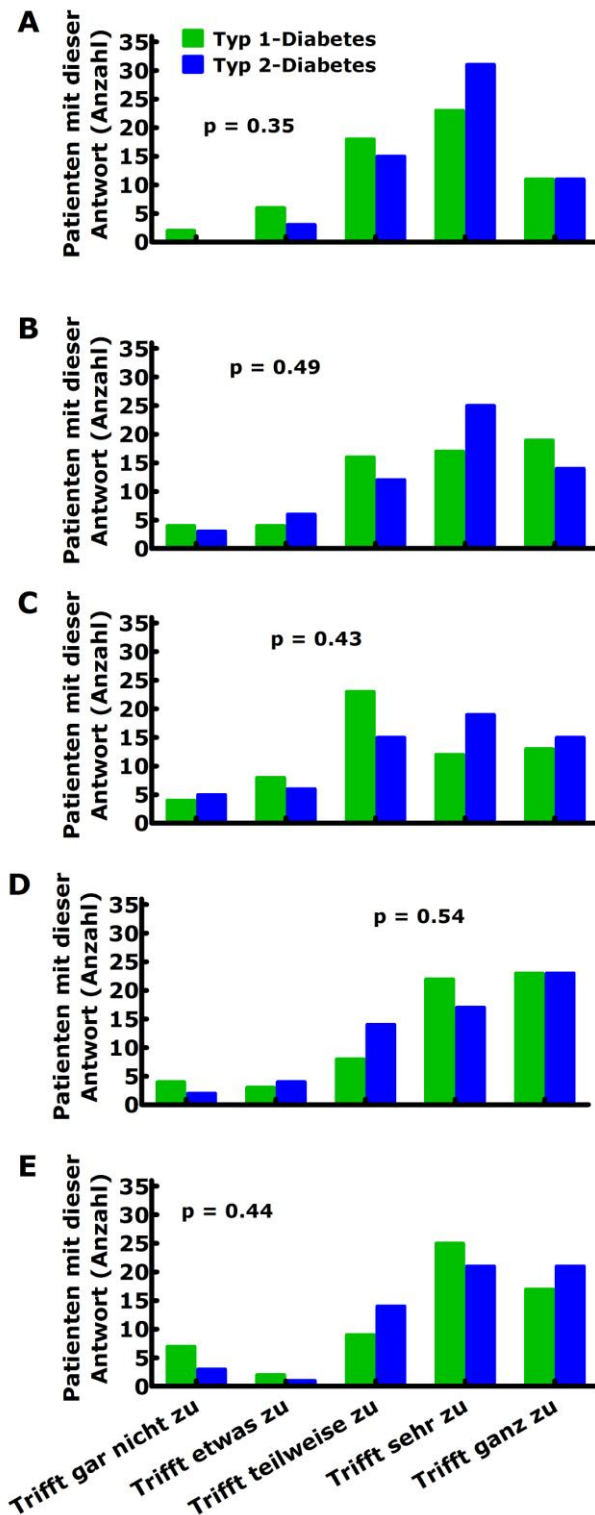 A
Typ 1-Diabetes
Typ 2-Diabetes
p = 0.35
Patienten mit dieser
Antwort (Anzahl)
35
30
25
20
15
10
5
0
B
p = 0.49
Patienten mit dieser
Antwort (Anzahl)
35
30
25
20
15
10
5
0
C
p = 0.43
Patienten mit dieser
Antwort (Anzahl)
35
30
25
20
15
10
5
0
D
p = 0.54
Patienten mit dieser
Antwort (Anzahl)
35
30
25
20
15
10
5
0
E
p = 0.44
Patienten mit dieser
Antwort (Anzahl)
35
30
25
20
15
10
5
0
Trifft gar nicht zu
Trifft etwas zu
Trifft teilweise zu
Trifft sehr zu
Trifft ganz zu